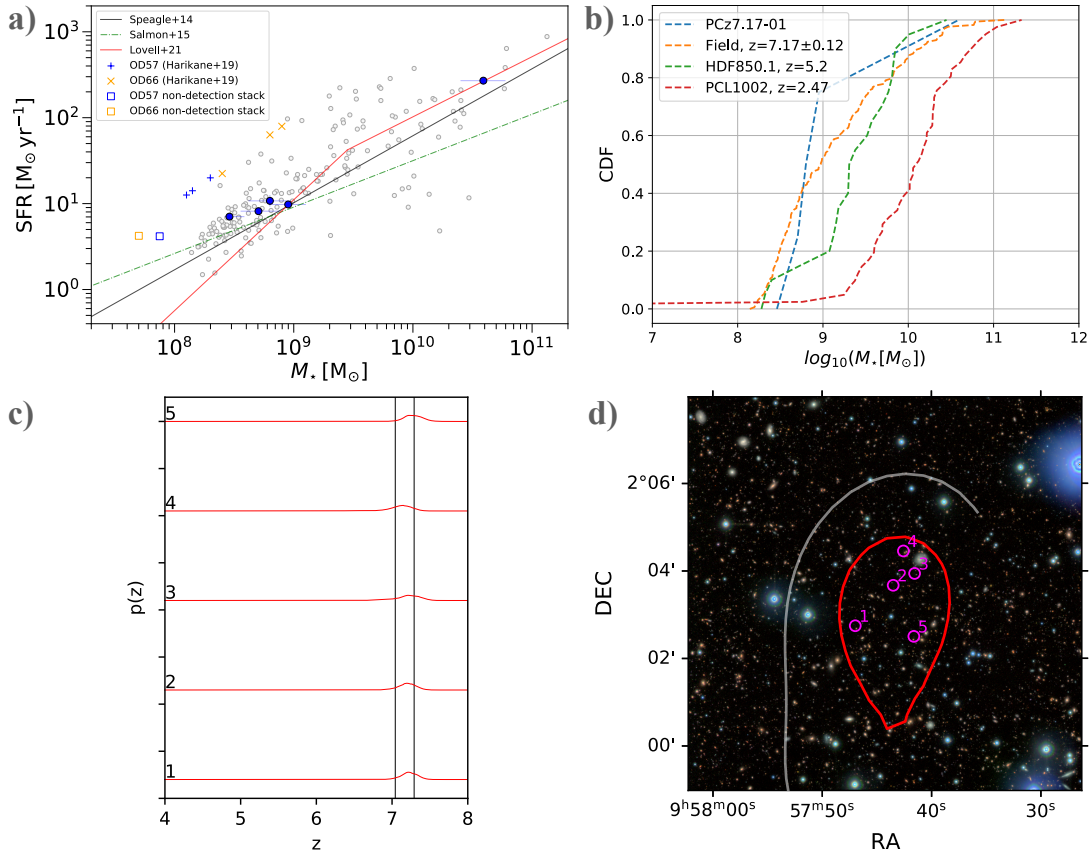 a)
Speagle+14
Salmon+15
Lovell+21
OD57 (Harikane+19)
OD66 (Harikane+19)
OD57 non-detection stack
OD66 non-detection stack
10³
10²
10¹
10⁰
SFR [M⊙ yr⁻¹]
10⁸ 10⁹ 10¹⁰ 10¹¹
M⋆ [M⊙]
b)
PCz7.17-01
Field, z=7.17±0.12
HDF850.1, z=5.2
PCL1002, z=2.47
1.0
0.8
0.6
0.4
0.2
0.0
CDF
7 8 9 10 11 12
log₁₀(M⋆[M⊙])
c)
5
4
3
2
1
p(z)
4 5 6 7 8
z
d)
2°06'
04'
02'
00'
DEC
4
3
2
1
5
9ʰ58ᵐ00ˢ 57ᵐ50ˢ 40ˢ 30ˢ
RA